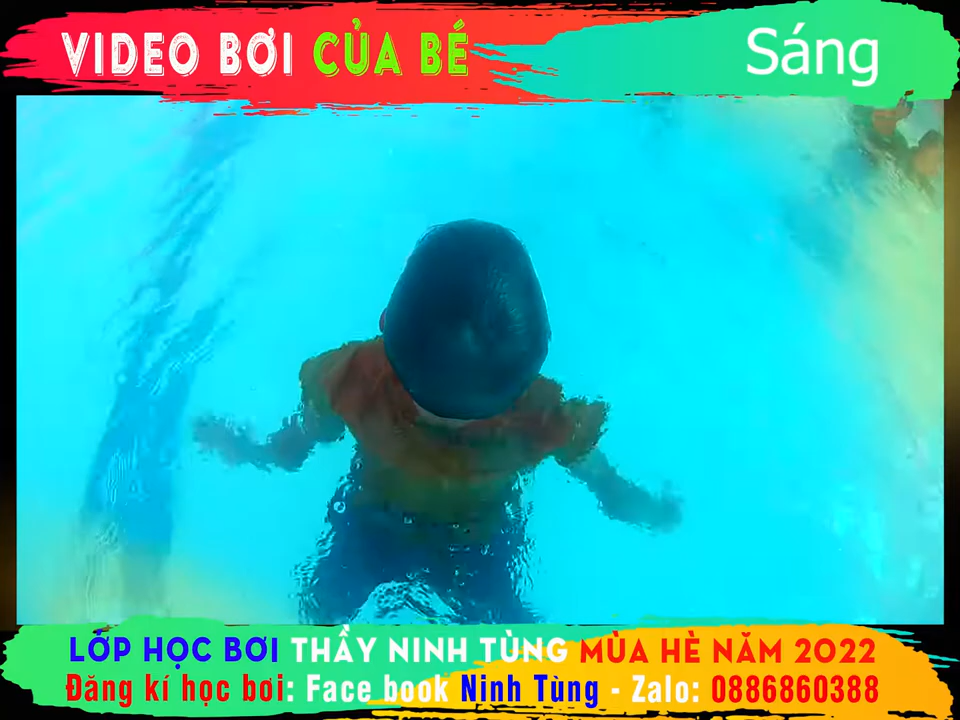 VIDEO BƠI CỦA BÉ
Sáng
LỚP HỌC BƠI THẦY NINH TÙNG MÙA HÈ NĂM 2022
Đăng kí học bơi: Face book Ninh Tùng - Zalo: 0886860388